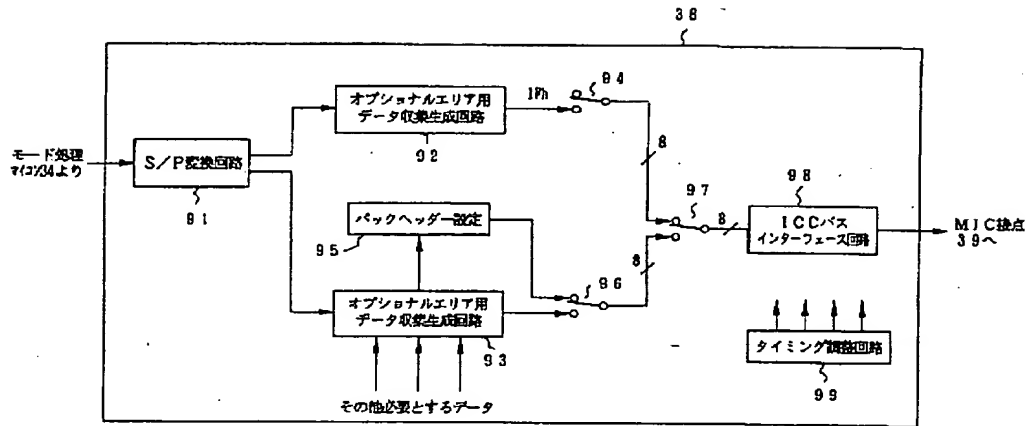 38
オプショナルエリア用
データ収集生成回路
92
1Fh
94
モード処理
マイコン34より
S/P変換回路
91
8
97
8
98
ICCバス
インターフェース回路
MIC接点
39へ
パックヘッダー設定
95
8
96
オプショナルエリア用
データ収集生成回路
93
タイミング調整回路
99
その他必要とするデータ